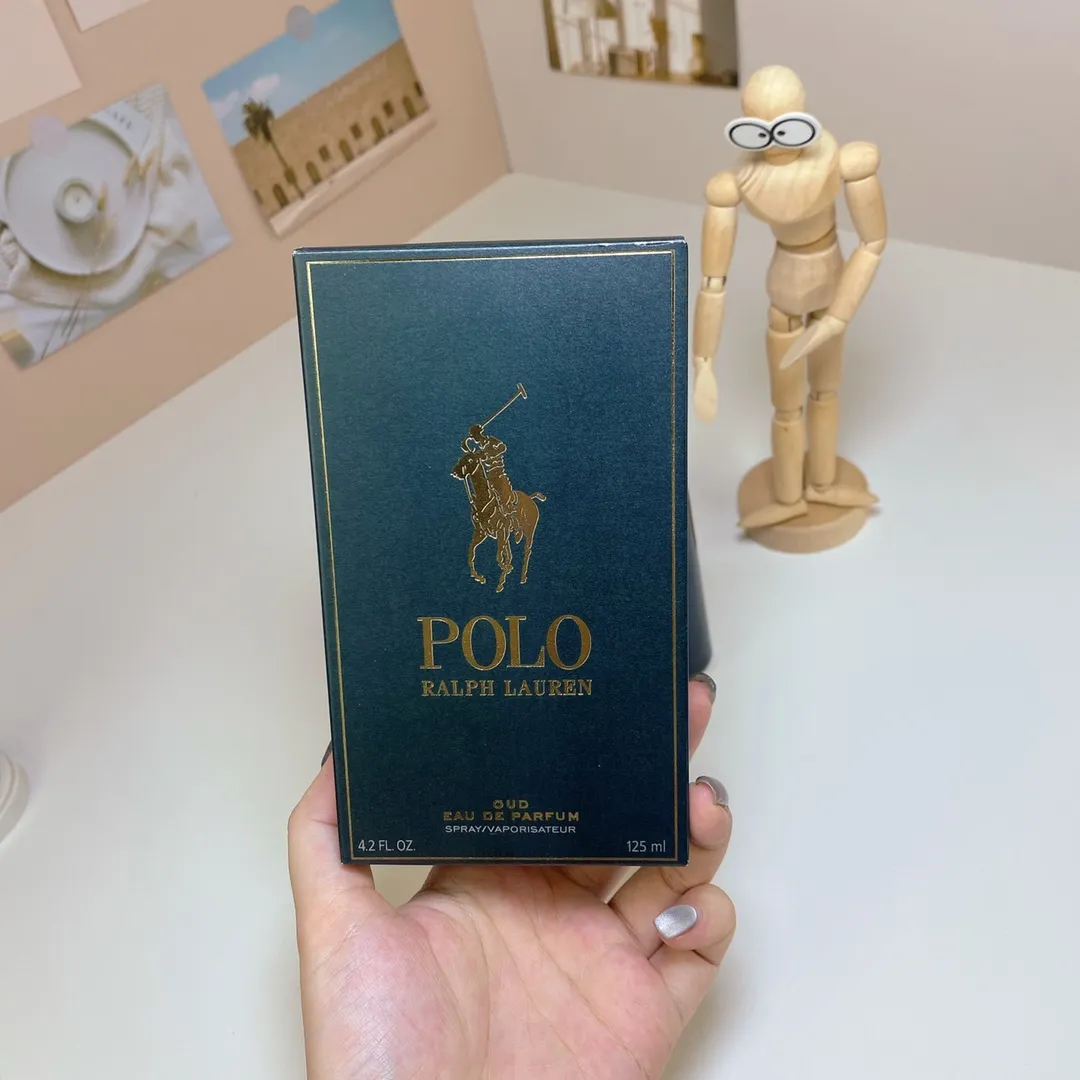 POLO
RALPH LAUREN
OUD
EAU DE PARFUM
SPRAY/VAPORISATEUR
4.2 FL. OZ.
125 ml